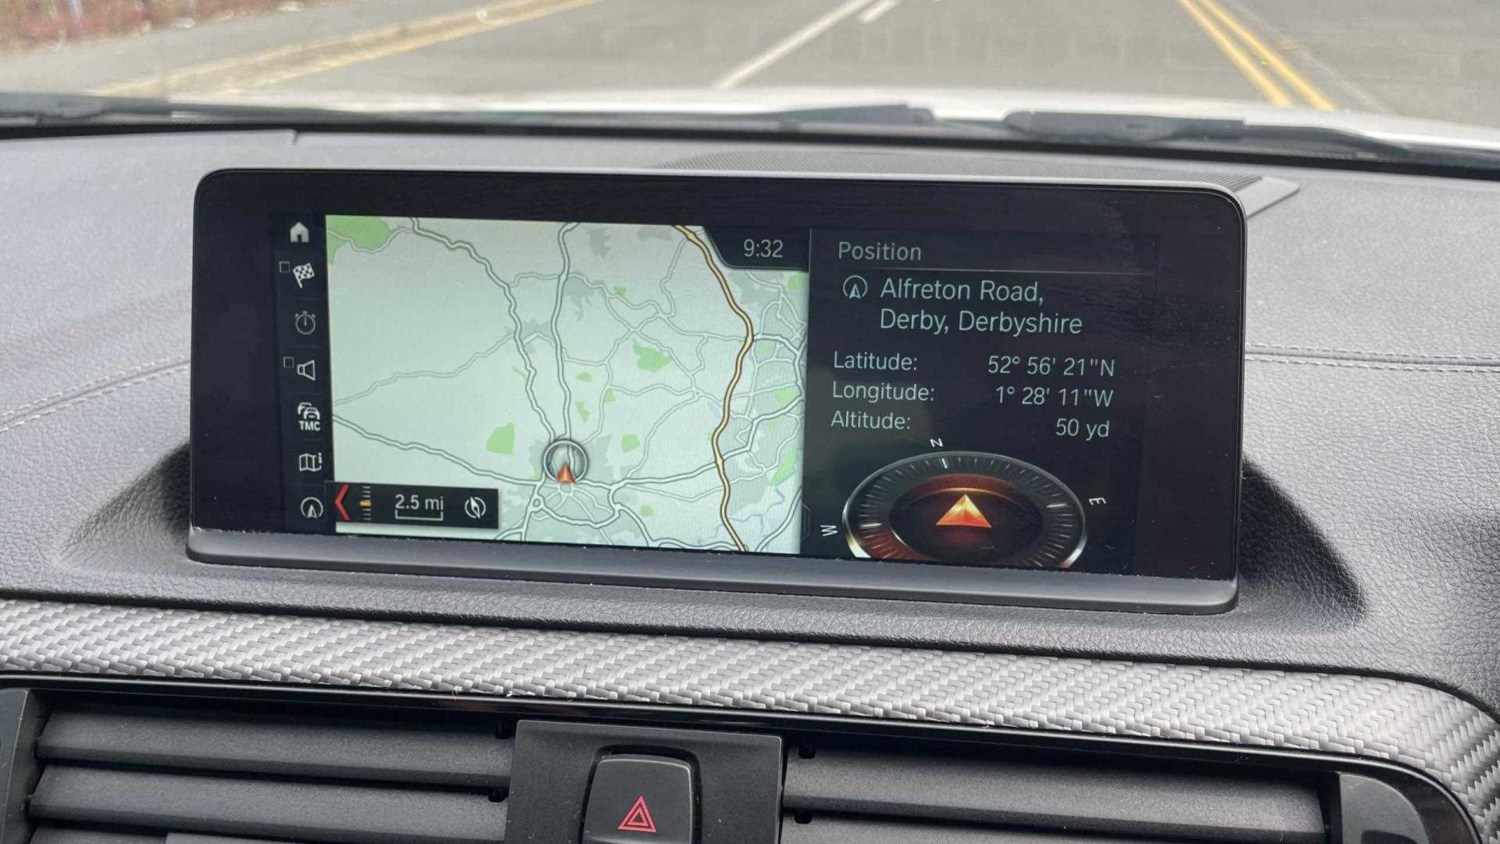 9:32
TMC
2.5 mi
Position
Alfreton Road,
Derby, Derbyshire
Latitude: 52° 56' 21"N
Longitude: 1° 28' 11"W
Altitude: 50 yd
N
E
W